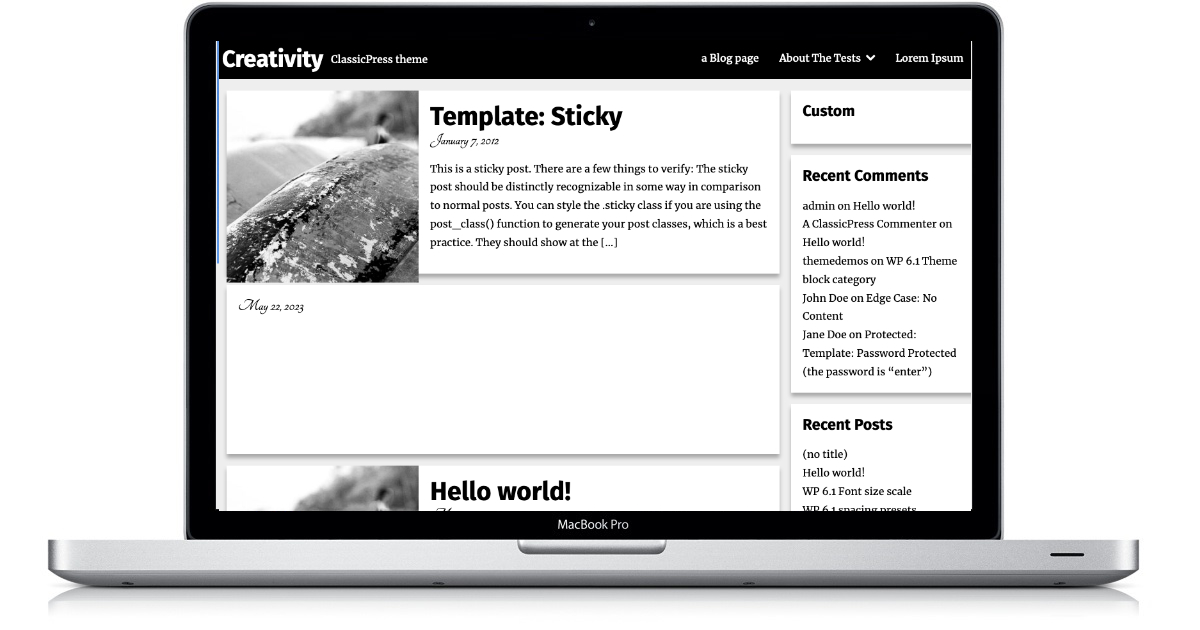 Creativity ClassicPress theme
a Blog page About The Tests Lorem Ipsum
Template: Sticky
January 7, 2012
This is a sticky post. There are a few things to verify: The sticky
post should be distinctly recognizable in some way in comparison
to normal posts. You can style the .sticky class if you are using the
post_class() function to generate your post classes, which is a best
practice. They should show at the [...]
May 22, 2023
Hello world!
Custom
Recent Comments
admin on Hello world!
A ClassicPress Commenter on
Hello world!
themedemos on WP 6.1 Theme
block category
John Doe on Edge Case: No
Content
Jane Doe on Protected:
Template: Password Protected
(the password is “enter”)
Recent Posts
(no title)
Hello world!
WP 6.1 Font size scale
WP 6.1 spacing presets
MacBook Pro